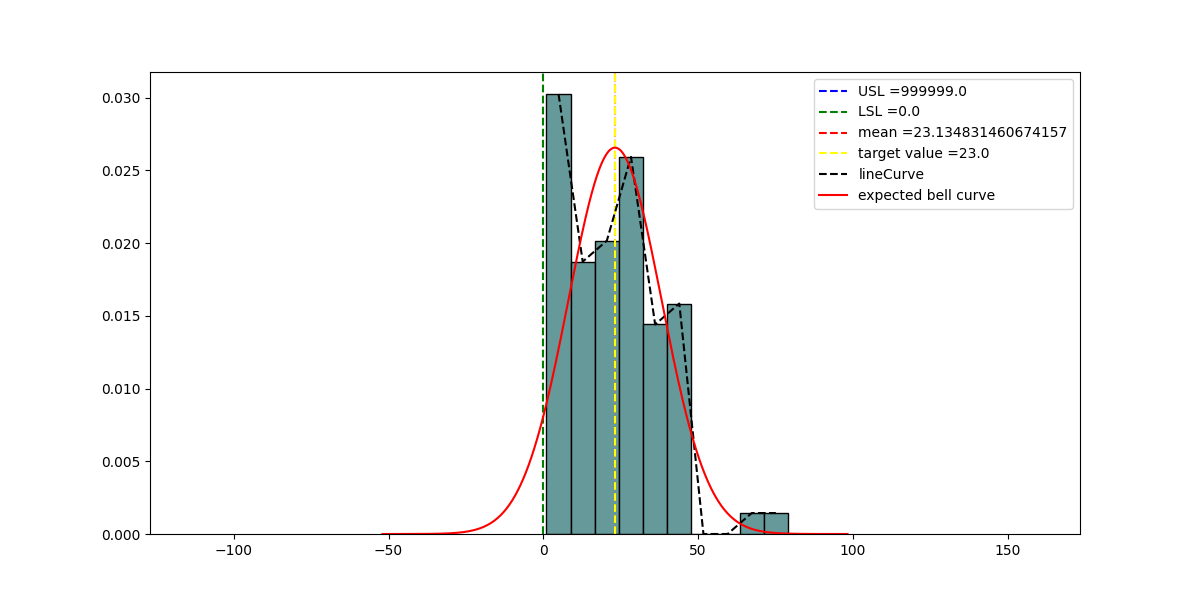 0.030
0.025
0.020
0.015
0.010
0.005
0.000
−100
−50
0
50
100
150
USL =999999.0
LSL =0.0
mean =23.134831460674157
target value =23.0
lineCurve
expected bell curve